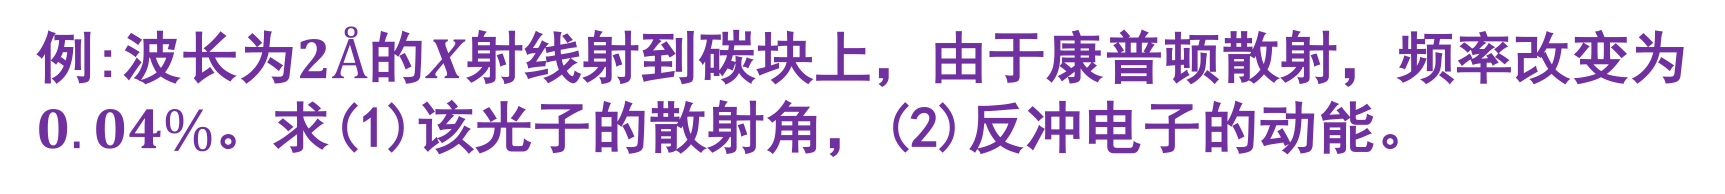 例:波长为2Å的X射线射到碳块上，由于康普顿散射，频率改变为
0.04%。求(1)该光子的散射角，(2)反冲电子的动能。